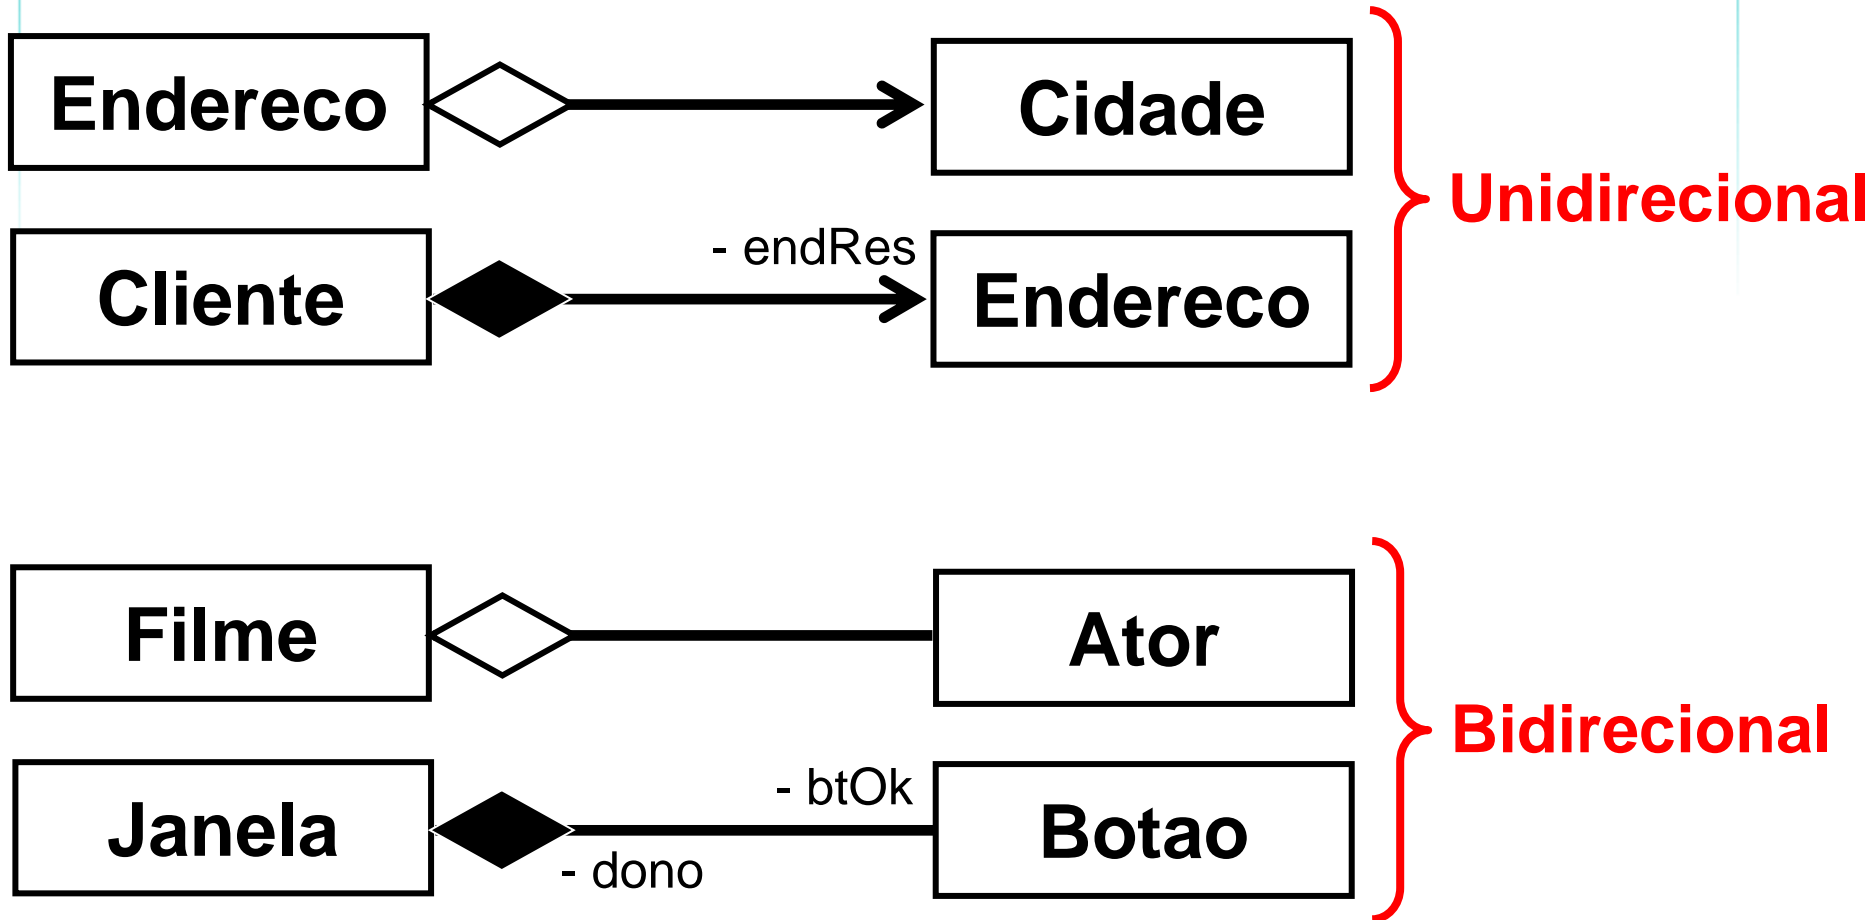 Endereco
Cidade
Unidirecional
Cliente
- endRes
Endereco
Filme
Ator
Bidirecional
Janela
- btOk
- dono
Botao